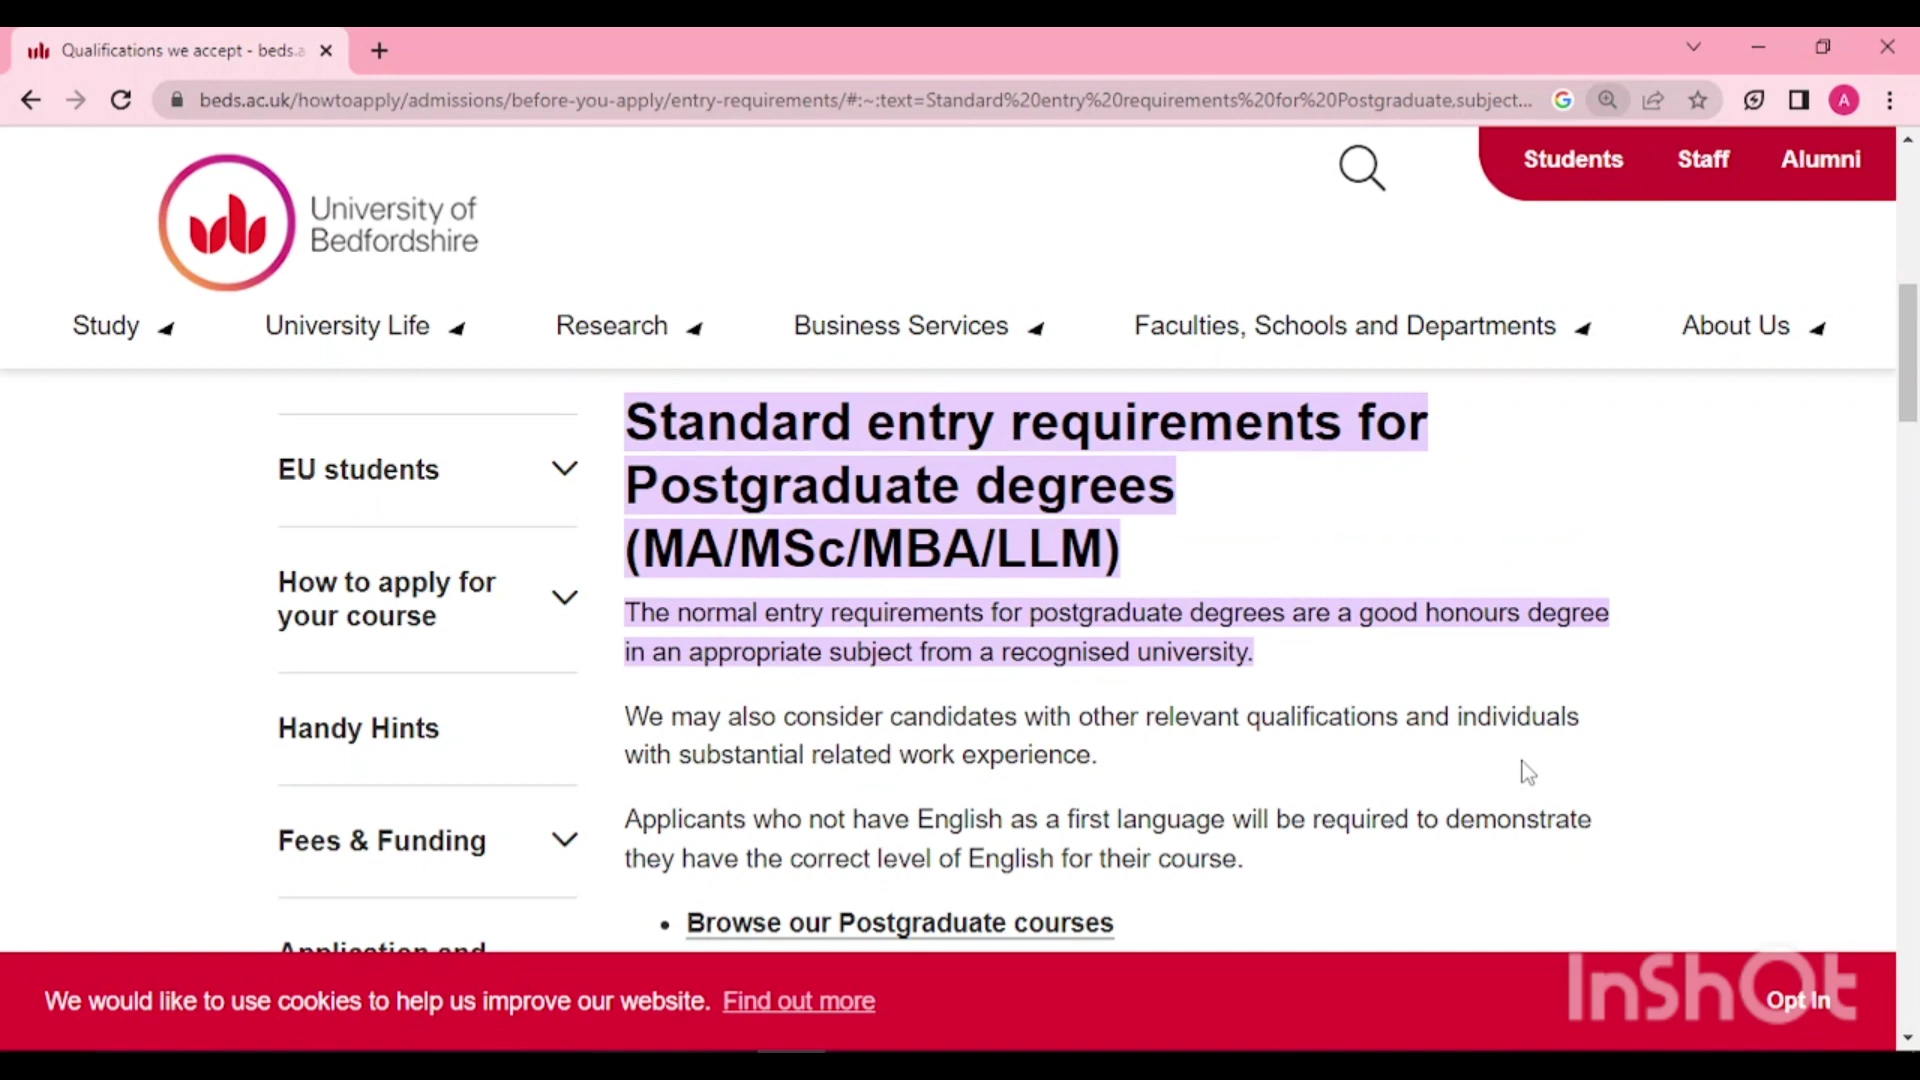 Qualifications we accept - beds.a
beds.ac.uk/howtoapply/admissions/before-you-apply/entry-requirements/#:~:text=Standard%20entry%20requirements%20for%20Postgraduate,subject...
A
Students Staff Alumni
University of
Bedfordshire
Study University Life Research Business Services Faculties, Schools and Departments About Us
EU students
How to apply for
your course
Handy Hints
Fees & Funding
Application and
Standard entry requirements for
Postgraduate degrees
(MA/MSc/MBA/LLM)
The normal entry requirements for postgraduate degrees are a good honours degree
in an appropriate subject from a recognised university.
We may also consider candidates with other relevant qualifications and individuals
with substantial related work experience.
Applicants who not have English as a first language will be required to demonstrate
they have the correct level of English for their course.
• Browse our Postgraduate courses
We would like to use cookies to help us improve our website. Find out more
Opt In
InShOt